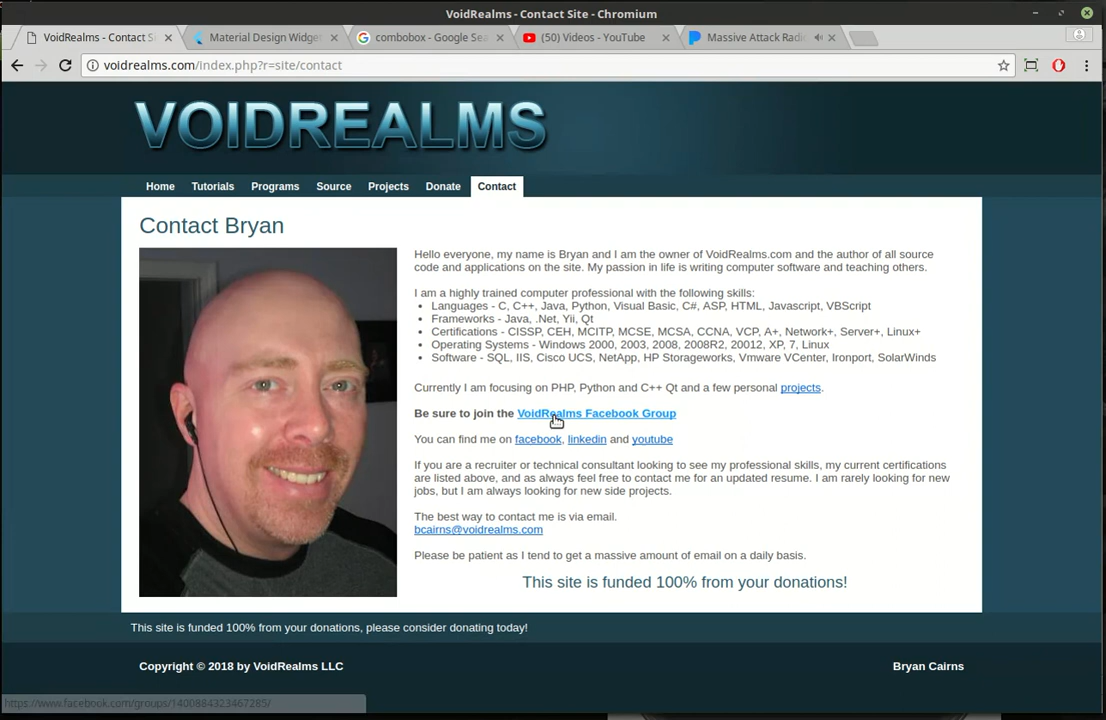 VoidRealms - Contact Site - Chromium
VoidRealms - Contact S
Material Design Widge
combobox - Google Sea
(50) Videos - YouTube
Massive Attack Radi
voidrealms.com/index.php?r=site/contact
VOIDREALMS
Home Tutorials Programs Source Projects Donate Contact
Contact Bryan
Hello everyone, my name is Bryan and I am the owner of VoidRealms.com and the author of all source
code and applications on the site. My passion in life is writing computer software and teaching others.
I am a highly trained computer professional with the following skills:
• Languages - C, C++, Java, Python, Visual Basic, C#, ASP, HTML, Javascript, VBScript
• Frameworks - Java, .Net, Yii, Qt
• Certifications - CISSP, CEH, MCITP, MCSE, MCSA, CCNA, VCP, A+, Network+, Server+, Linux+
• Operating Systems - Windows 2000, 2003, 2008, 2008R2, 20012, XP, 7, Linux
• Software - SQL, IIS, Cisco UCS, NetApp, HP Storageworks, Vmware VCenter, Ironport, SolarWinds
Currently I am focusing on PHP, Python and C++ Qt and a few personal projects.
Be sure to join the VoidRealms Facebook Group
You can find me on facebook, linkedin and youtube
If you are a recruiter or technical consultant looking to see my professional skills, my current certifications
are listed above, and as always feel free to contact me for an updated resume. I am rarely looking for new
jobs, but I am always looking for new side projects.
The best way to contact me is via email.
bcairns@voidrealms.com
Please be patient as I tend to get a massive amount of email on a daily basis.
This site is funded 100% from your donations!
This site is funded 100% from your donations, please consider donating today!
Copyright © 2018 by VoidRealms LLC
Bryan Cairns
https://www.facebook.com/groups/1400884323467285/